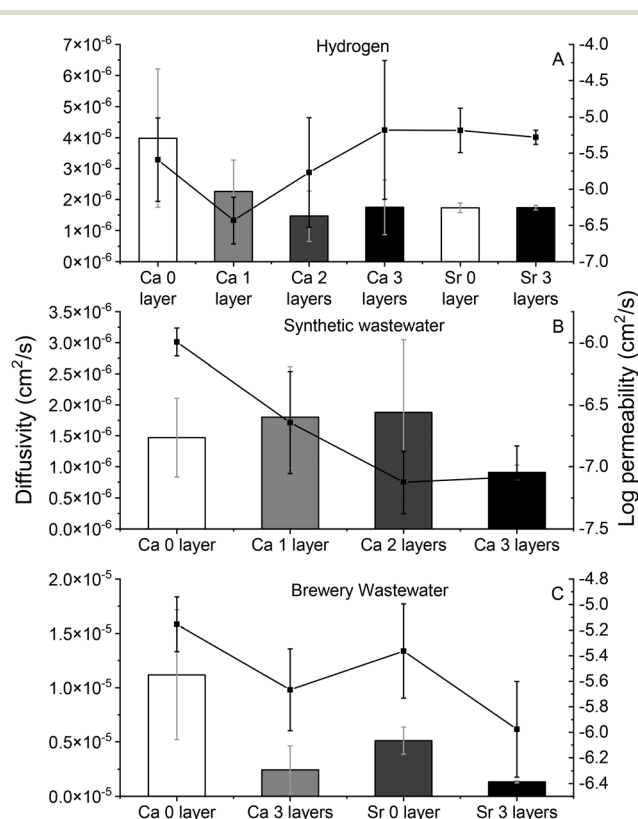 Hydrogen
A
7×10⁻⁶
6×10⁻⁶
5×10⁻⁶
4×10⁻⁶
3×10⁻⁶
2×10⁻⁶
1×10⁻⁶
0×10⁻⁶
-4.0
-4.5
-5.0
-5.5
-6.0
-6.5
-7.0
Ca 0 layer
Ca 1 layer
Ca 2 layers
Ca 3 layers
Sr 0 layer
Sr 3 layers
Synthetic wastewater
B
3.5×10⁻⁶
3.0×10⁻⁶
2.5×10⁻⁶
2.0×10⁻⁶
1.5×10⁻⁶
1.0×10⁻⁶
0.5×10⁻⁶
0.0×10⁻⁶
-6.0
-6.5
-7.0
-7.5
Ca 0 layer
Ca 1 layer
Ca 2 layers
Ca 3 layers
Diffusivity (cm²/s)
Log permeability (cm²/s)
Brewery Wastewater
C
2.0×10⁻⁵
1.5×10⁻⁵
1.0×10⁻⁵
0.5×10⁻⁵
0.0×10⁻⁵
-4.8
-5.0
-5.2
-5.4
-5.6
-5.8
-6.0
-6.2
-6.4
Ca 0 layer
Ca 3 layers
Sr 0 layer
Sr 3 layers